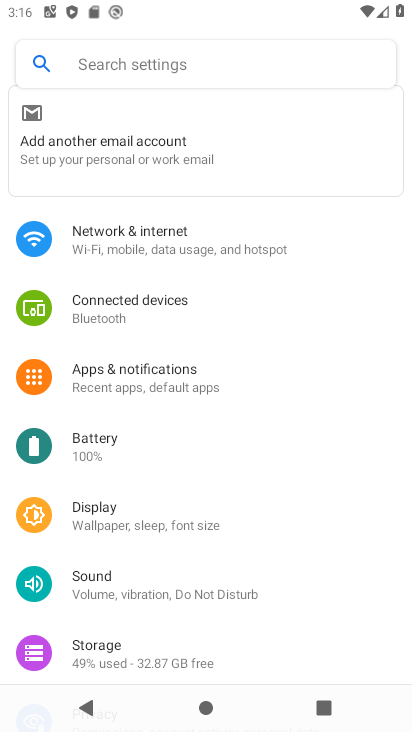 3:16
Search settings
Add another email account
Set up your personal or work email
Network & internet
Wi-Fi, mobile, data usage, and hotspot
Connected devices
Bluetooth
Apps & notifications
Recent apps, default apps
Battery
100%
Display
Wallpaper, sleep, font size
Sound
Volume, vibration, Do Not Disturb
Storage
49% used - 32.87 GB free
Privacy